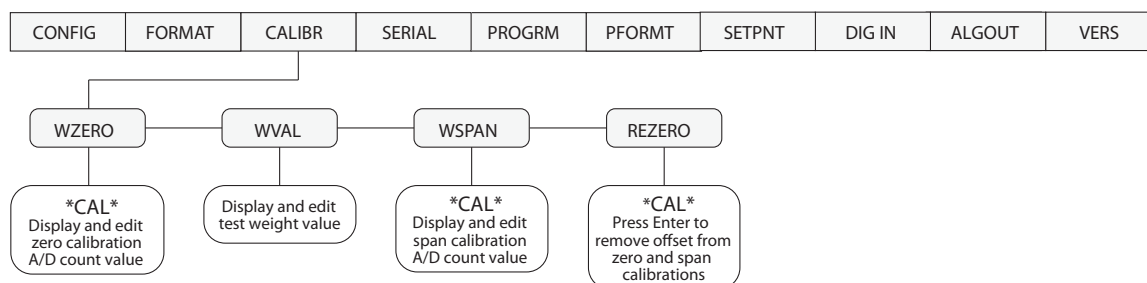 CONFIG FORMAT CALIBR SERIAL PROGRM PFORMT SETPNT DIG IN ALGOUT VERS
WZERO WVAL WSPAN REZERO
*CAL*
Display and edit
zero calibration
A/D count value
Display and edit
test weight value
*CAL*
Display and edit
span calibration
A/D count value
*CAL*
Press Enter to
remove offset from
zero and span
calibrations